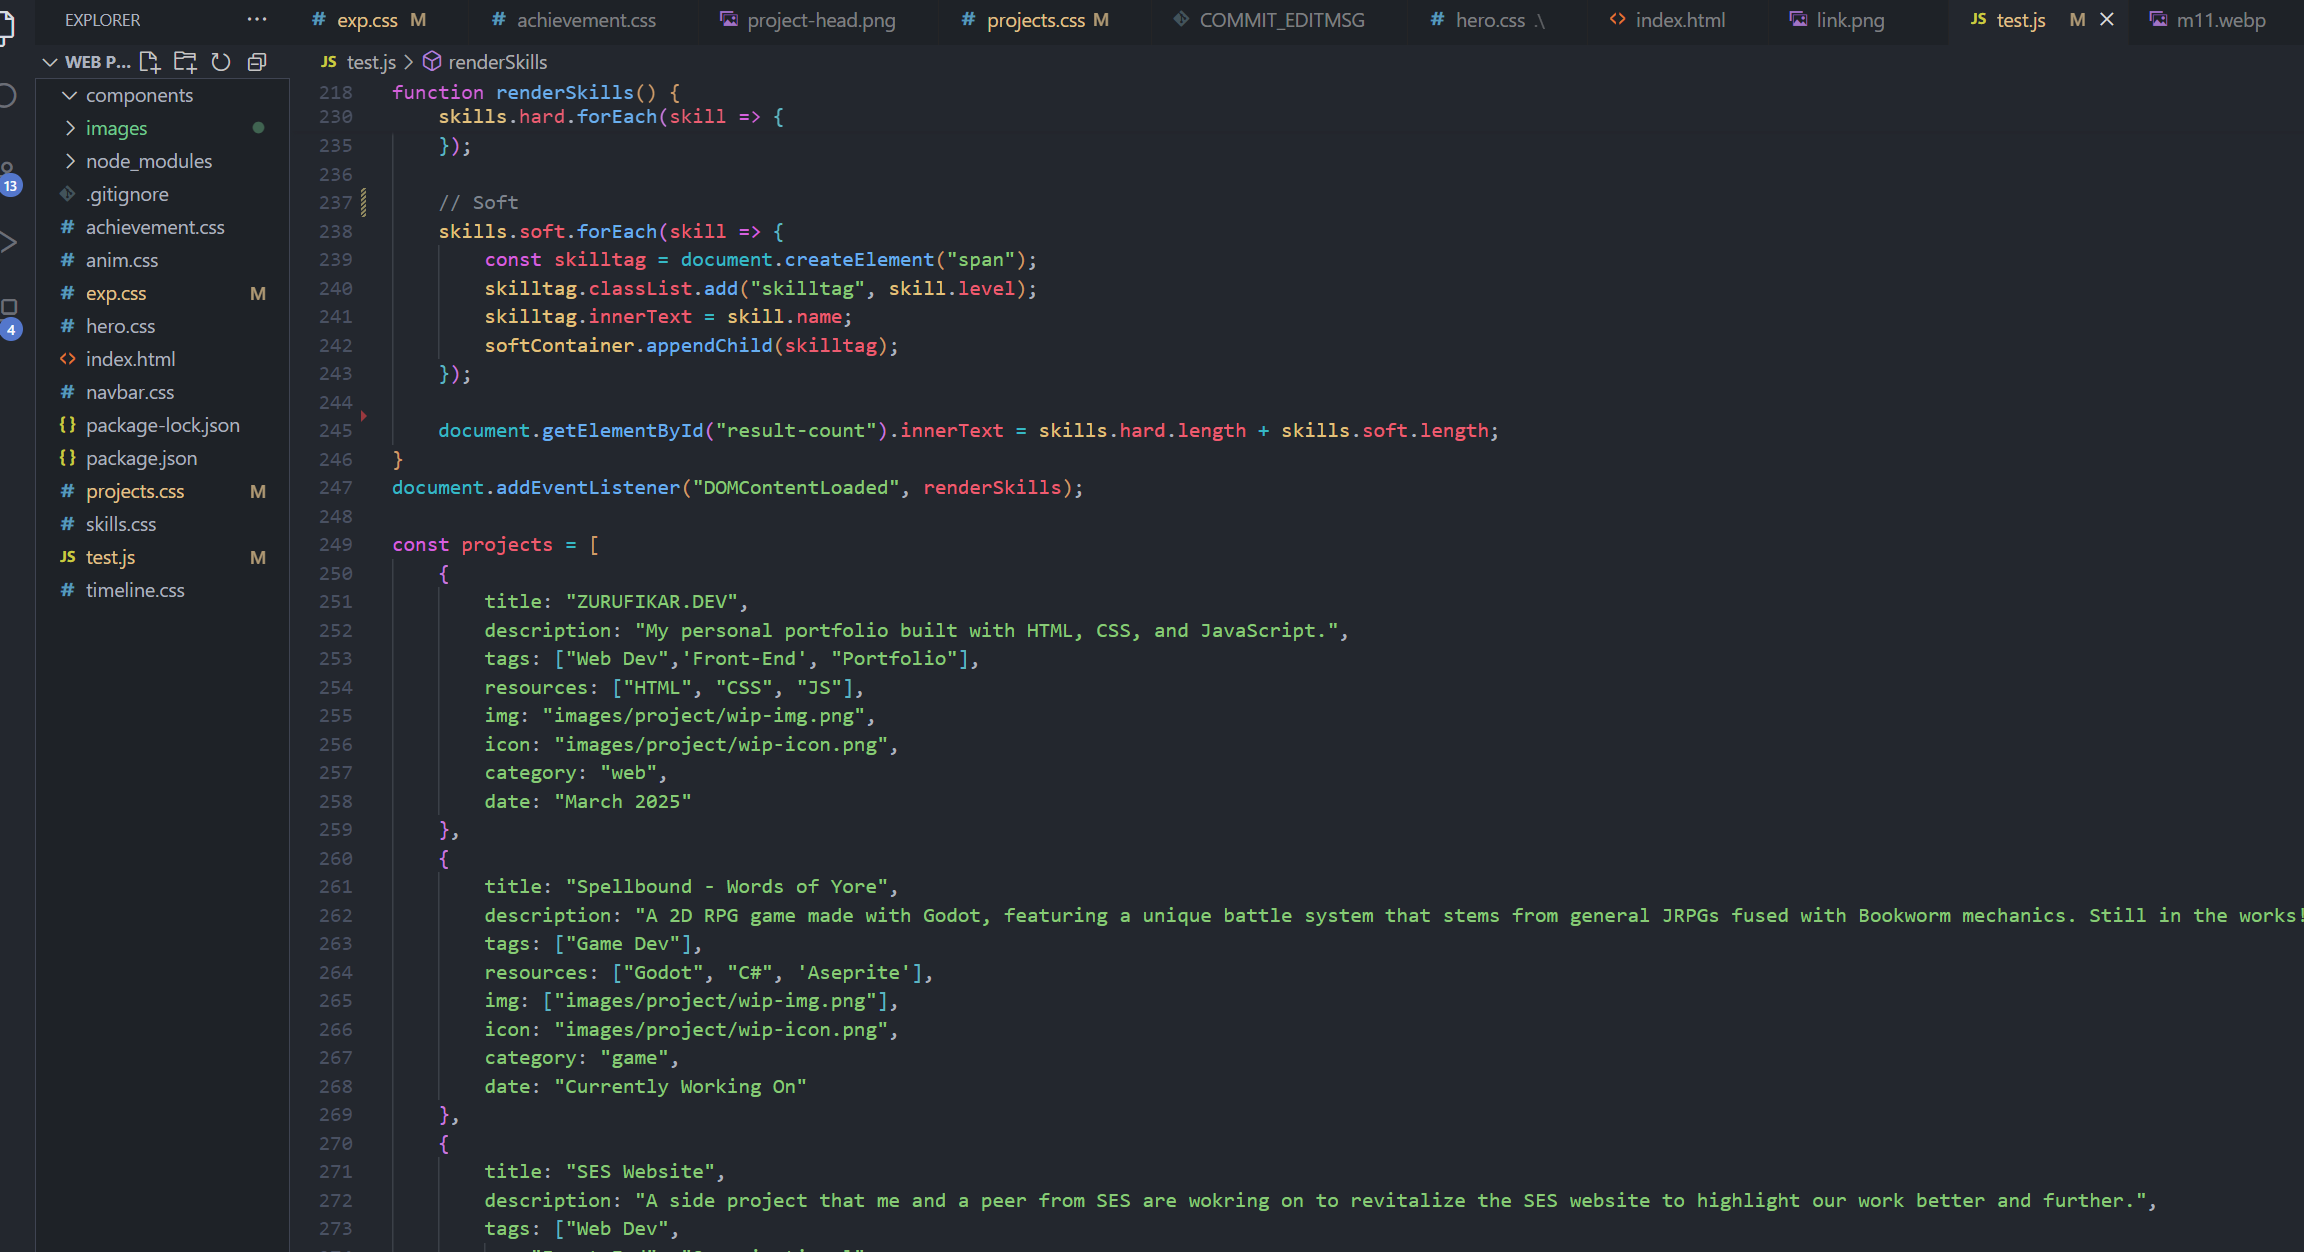 EXPLORER
exp.css M
achievement.css
project-head.png
projects.css M
COMMIT_EDITMSG
hero.css .\
index.html
link.png
JS test.js M
m11.webp
WEB P...
components
images
node_modules
.gitignore
achievement.css
anim.css
exp.css M
hero.css
index.html
navbar.css
package-lock.json
package.json
projects.css M
skills.css
JS test.js M
timeline.css
13
4
JS test.js > renderSkills
218 function renderSkills() {
230     skills.hard.forEach(skill => {
235     });
236
237     // Soft
238     skills.soft.forEach(skill => {
239         const skilltag = document.createElement("span");
240         skilltag.classList.add("skilltag", skill.level);
241         skilltag.innerText = skill.name;
242         softContainer.appendChild(skilltag);
243     });
244
245     document.getElementById("result-count").innerText = skills.hard.length + skills.soft.length;
246 }
247 document.addEventListener("DOMContentLoaded", renderSkills);
248
249 const projects = [
250     {
251         title: "ZURUFIKAR.DEV",
252         description: "My personal portfolio built with HTML, CSS, and JavaScript.",
253         tags: ["Web Dev",'Front-End', "Portfolio"],
254         resources: ["HTML", "CSS", "JS"],
255         img: "images/project/wip-img.png",
256         icon: "images/project/wip-icon.png",
257         category: "web",
258         date: "March 2025"
259     },
260     {
261         title: "Spellbound - Words of Yore",
262         description: "A 2D RPG game made with Godot, featuring a unique battle system that stems from general JRPGs fused with Bookworm mechanics. Still in the works!
263         tags: ["Game Dev"],
264         resources: ["Godot", "C#", 'Aseprite'],
265         img: ["images/project/wip-img.png"],
266         icon: "images/project/wip-icon.png",
267         category: "game",
268         date: "Currently Working On"
269     },
270     {
271         title: "SES Website",
272         description: "A side project that me and a peer from SES are wokring on to revitalize the SES website to highlight our work better and further.",
273         tags: ["Web Dev",